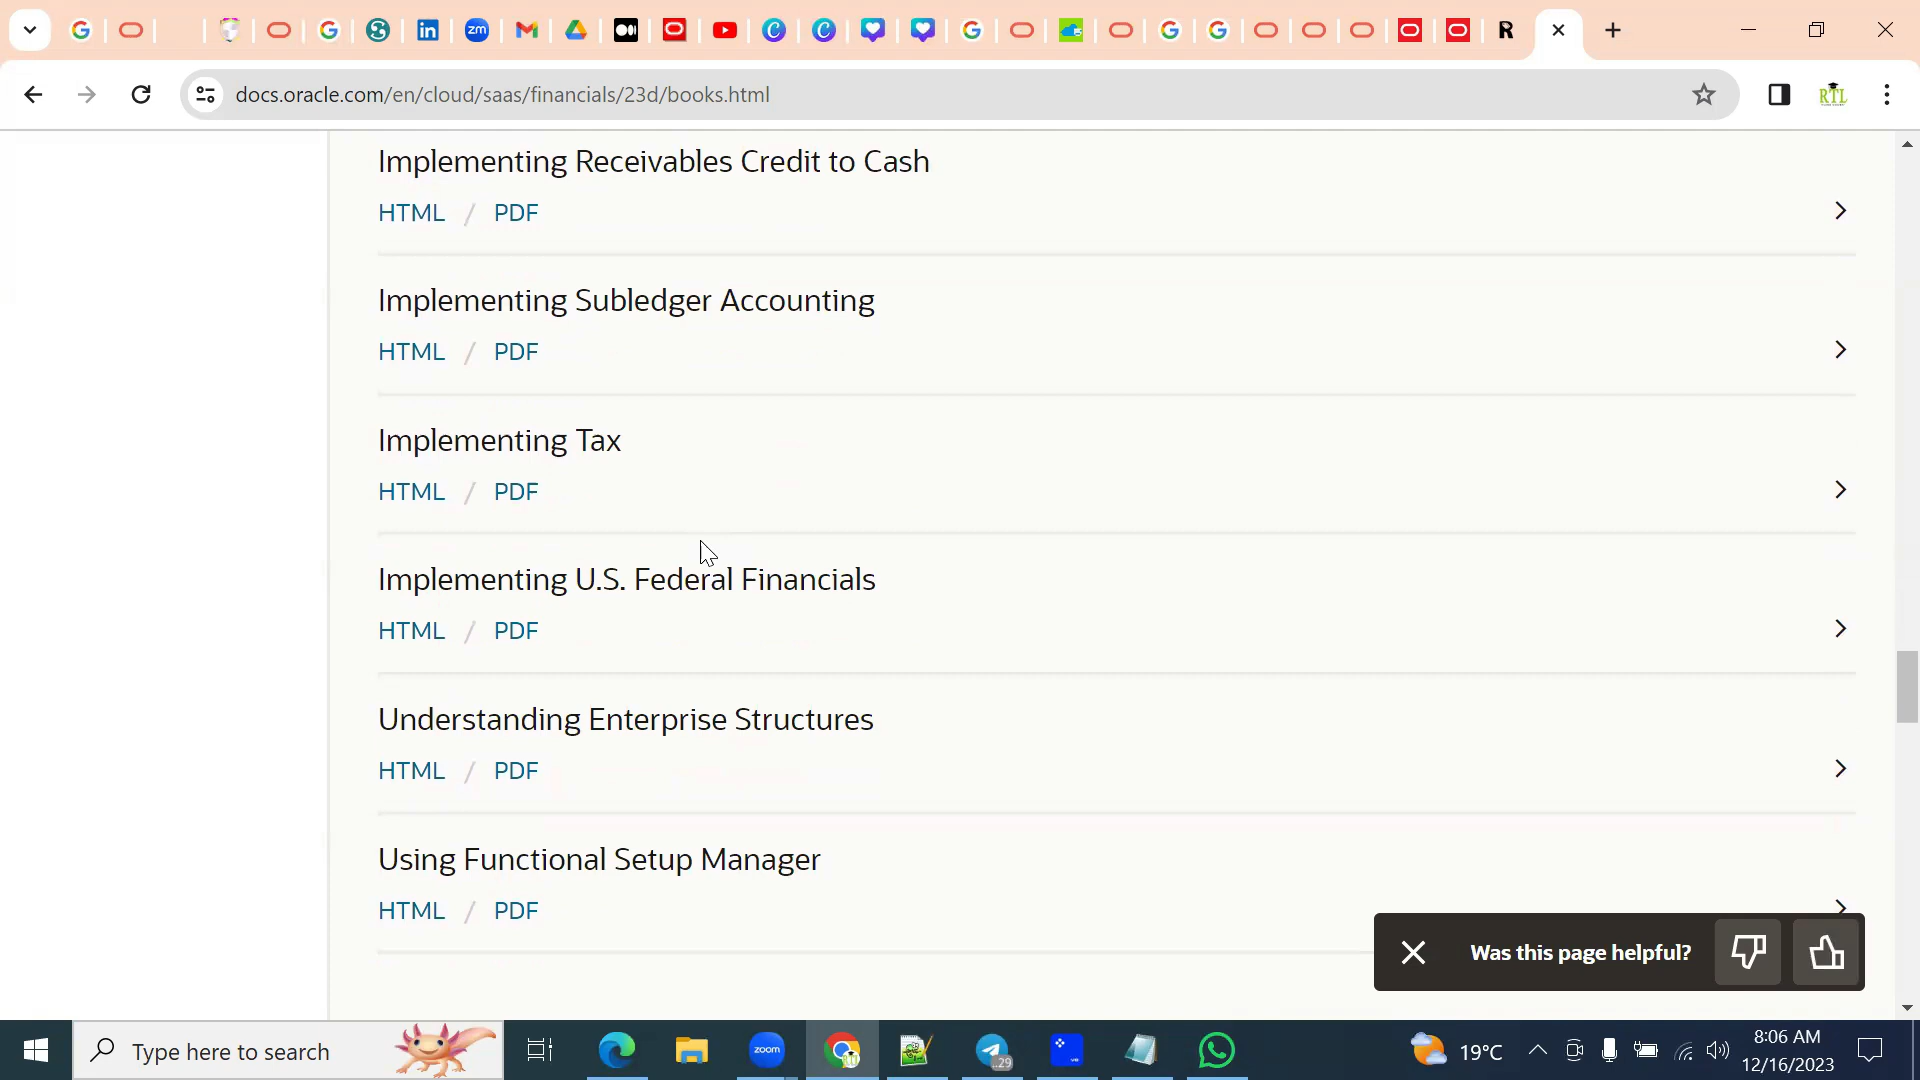 docs.oracle.com/en/cloud/saas/financials/23d/books.html
RTL
Implementing Receivables Credit to Cash
HTML / PDF
Implementing Subledger Accounting
HTML / PDF
Implementing Tax
HTML / PDF
Implementing U.S. Federal Financials
HTML / PDF
Understanding Enterprise Structures
HTML / PDF
Using Functional Setup Manager
HTML / PDF
Was this page helpful?
Type here to search
zoom
29
19°C
8:06 AM
12/16/2023